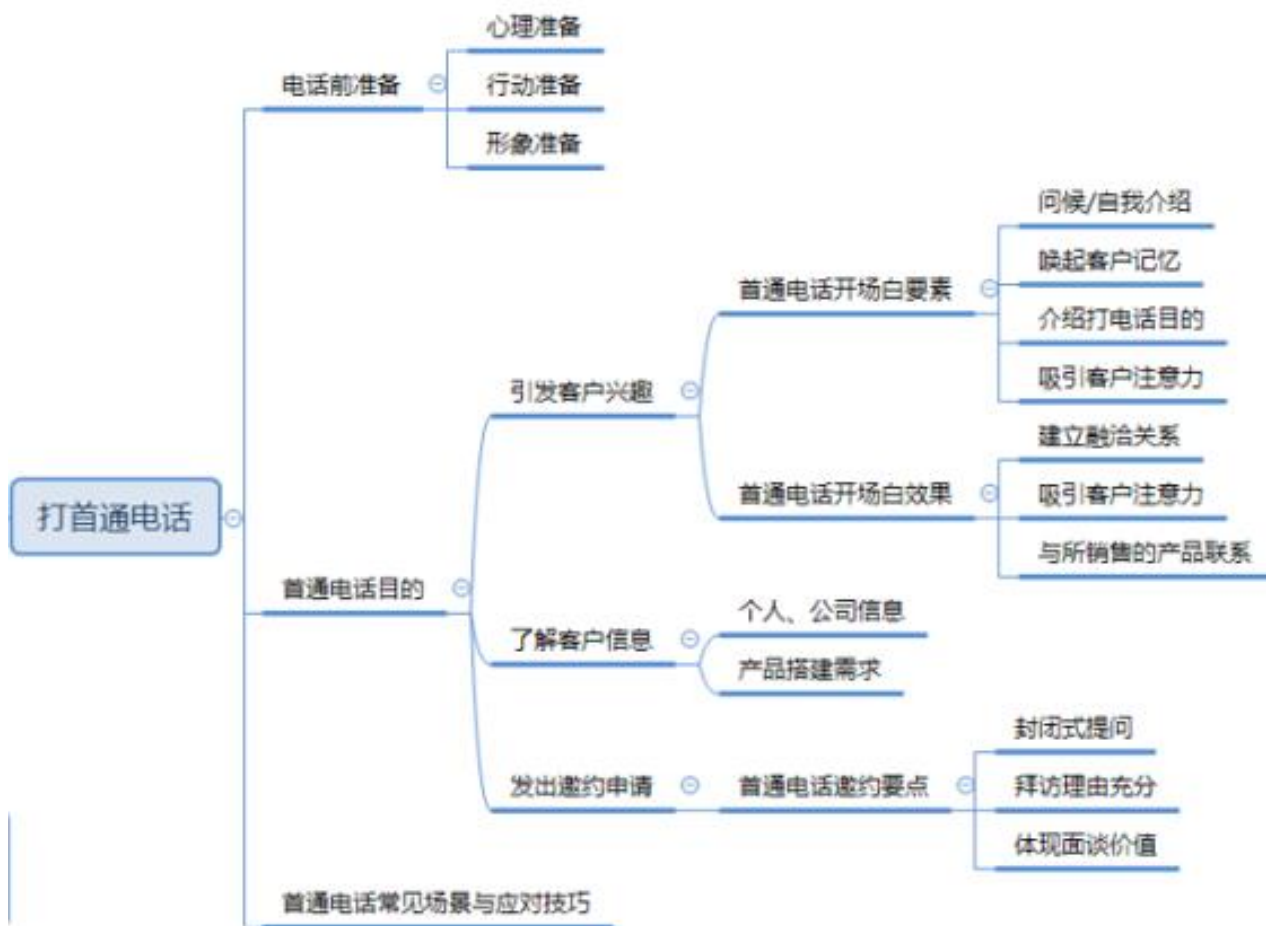 心理准备
电话前准备
行动准备
形象准备
问候/自我介绍
首通电话开场白要素
唤起客户记忆
介绍打电话目的
引发客户兴趣
吸引客户注意力
建立融洽关系
首通电话开场白效果
吸引客户注意力
打首通电话
与所销售的产品联系
首通电话目的
个人、公司信息
了解客户信息
产品搭建需求
封闭式提问
发出邀约申请
首通电话邀约要点
拜访理由充分
体现面谈价值
首通电话常见场景与应对技巧